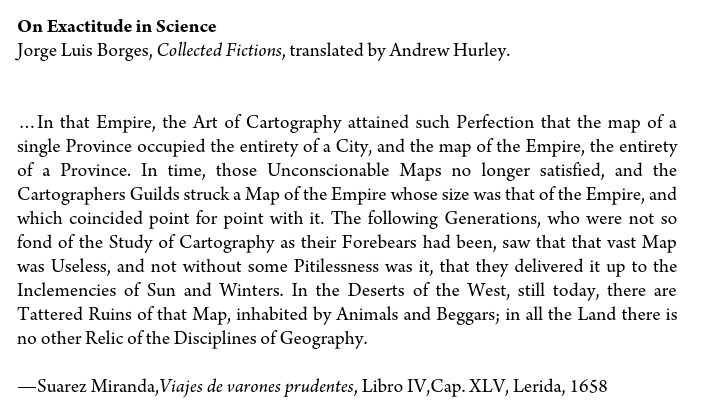 On Exactitude in Science
Jorge Luis Borges, Collected Fictions, translated by Andrew Hurley.
…In that Empire, the Art of Cartography attained such Perfection that the map of a
single Province occupied the entirety of a City, and the map of the Empire, the entirety
of a Province. In time, those Unconscionable Maps no longer satisfied, and the
Cartographers Guilds struck a Map of the Empire whose size was that of the Empire, and
which coincided point for point with it. The following Generations, who were not so
fond of the Study of Cartography as their Forebears had been, saw that that vast Map
was Useless, and not without some Pitilessness was it, that they delivered it up to the
Inclemencies of Sun and Winters. In the Deserts of the West, still today, there are
Tattered Ruins of that Map, inhabited by Animals and Beggars; in all the Land there is
no other Relic of the Disciplines of Geography.
—Suarez Miranda,Viajes de varones prudentes, Libro IV,Cap. XLV, Lerida, 1658